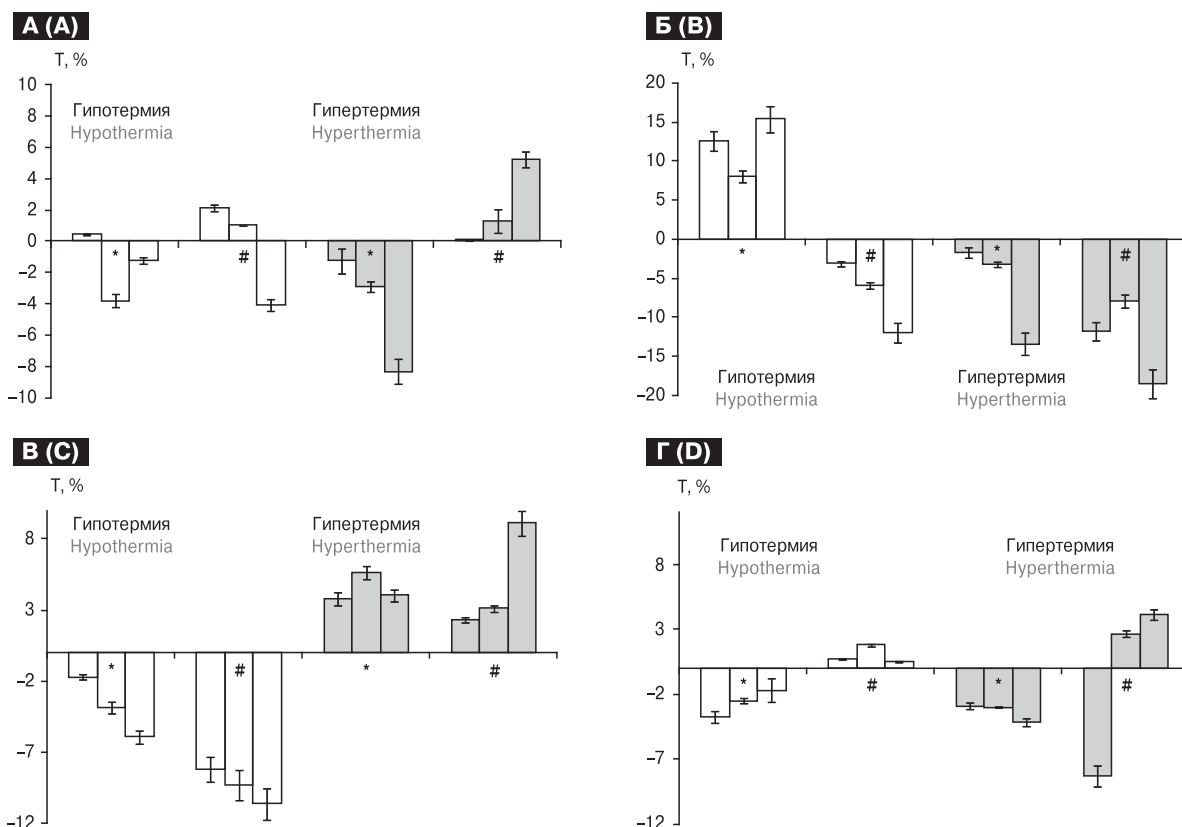 А (A)
T, %
10
8
6
4
2
0
–2
–4
–6
–8
–10
Гипотермия
Hypothermia
Гипертермия
Hyperthermia
*
#
*
#
Б (B)
T, %
20
15
10
5
0
–5
–10
–15
–20
*
#
*
#
Гипотермия
Hypothermia
Гипертермия
Hyperthermia
В (C)
T, %
8
3
–2
–7
–12
Гипотермия
Hypothermia
Гипертермия
Hyperthermia
*
#
*
#
Г (D)
T, %
8
3
–2
–7
–12
Гипотермия
Hypothermia
Гипертермия
Hyperthermia
*
#
*
#